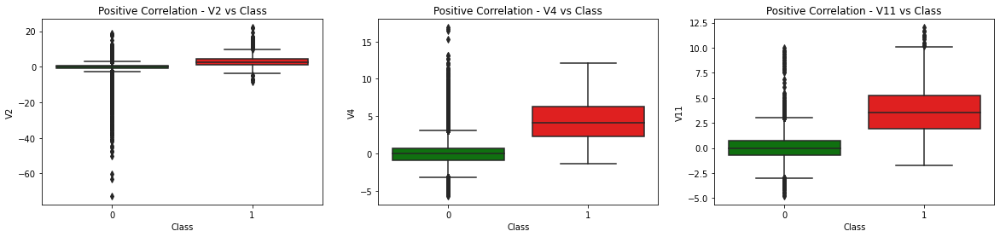 Positive Correlation - V2 vs Class
20
0
−20
−40
−60
V2
0
1
Class
Positive Correlation - V4 vs Class
15
10
5
0
−5
V4
0
1
Class
Positive Correlation - V11 vs Class
12.5
10.0
7.5
5.0
2.5
0.0
−2.5
−5.0
V11
0
1
Class